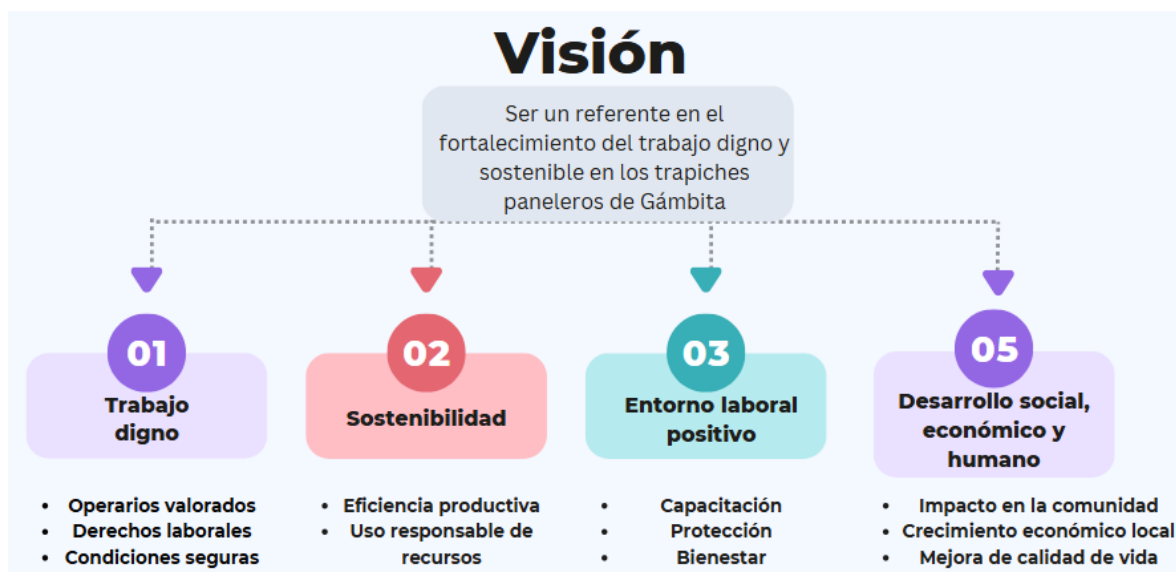 Visión
Ser un referente en el
fortalecimiento del trabajo digno y
sostenible en los trapiches
paneleros de Gámbita
01
Trabajo
digno
• Operarios valorados
• Derechos laborales
• Condiciones seguras
02
Sostenibilidad
• Eficiencia productiva
• Uso responsable de
recursos
03
Entorno laboral
positivo
• Capacitación
• Protección
• Bienestar
05
Desarrollo social,
económico y
humano
• Impacto en la comunidad
• Crecimiento económico local
• Mejora de calidad de vida